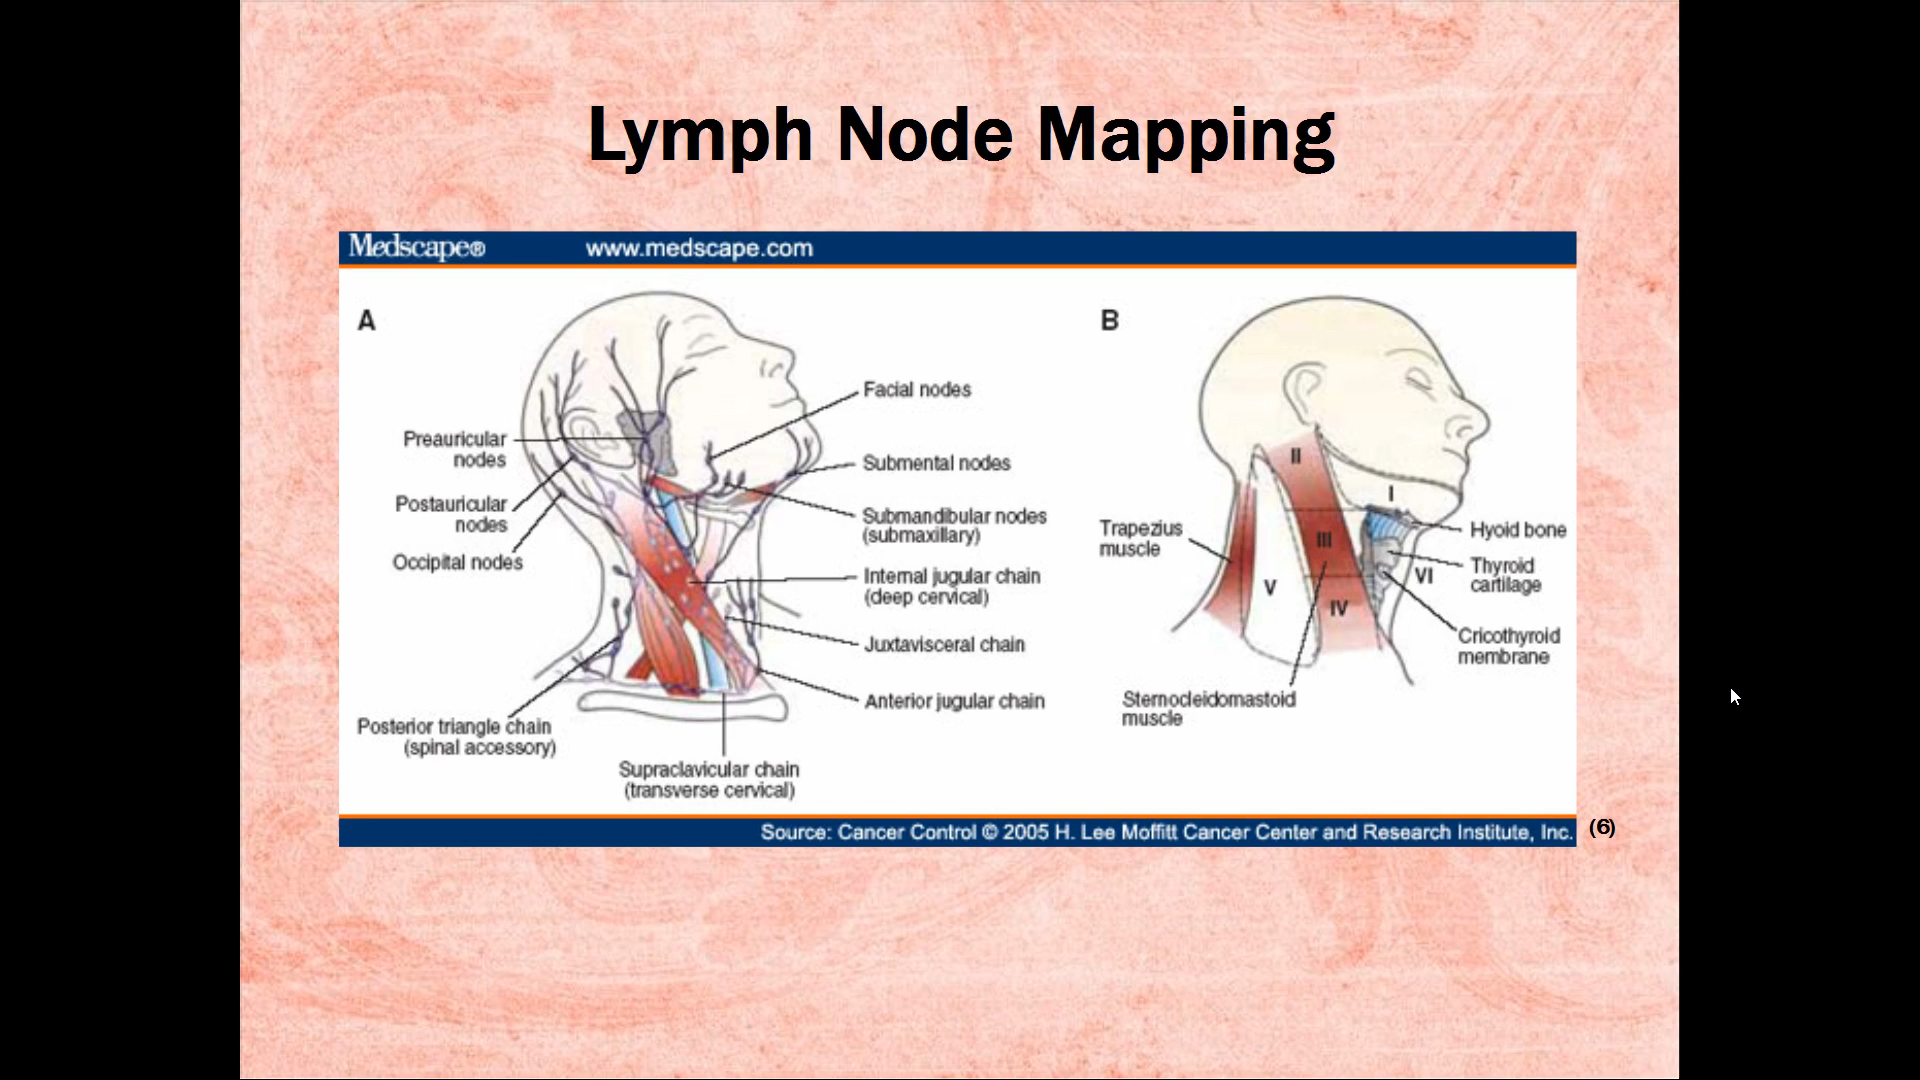 Lymph Node Mapping
Medscape® www.medscape.com
A
Preauricular
nodes
Postauricular
nodes
Occipital nodes
Posterior triangle chain
(spinal accessory)
Supraclavicular chain
(transverse cervical)
Facial nodes
Submental nodes
Submandibular nodes
(submaxillary)
Internal jugular chain
(deep cervical)
Juxtavisceral chain
Anterior jugular chain
B
II
I
III
V
IV
VI
Trapezius
muscle
Sternocleidomastoid
muscle
Hyoid bone
Thyroid
cartilage
Cricothyroid
membrane
Source: Cancer Control © 2005 H. Lee Moffitt Cancer Center and Research Institute, Inc.
(6)